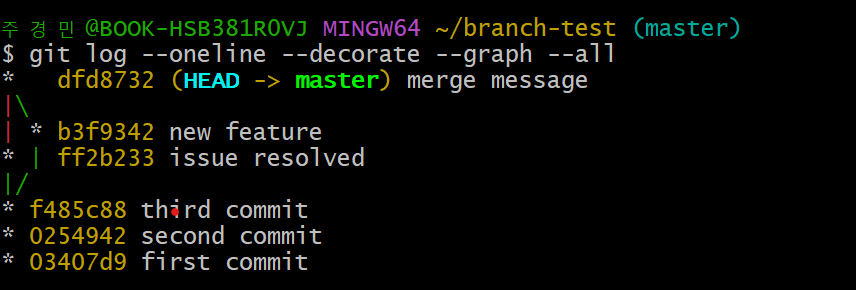 주 경 민 @BOOK-HSB381ROVJ MINGW64 ~/branch-test (master)
$ git log --oneline --decorate --graph --all
*   dfd8732 (HEAD -> master) merge message
|\
| * b3f9342 new feature
* | ff2b233 issue resolved
|/
* f485c88 third commit
* 0254942 second commit
* 03407d9 first commit